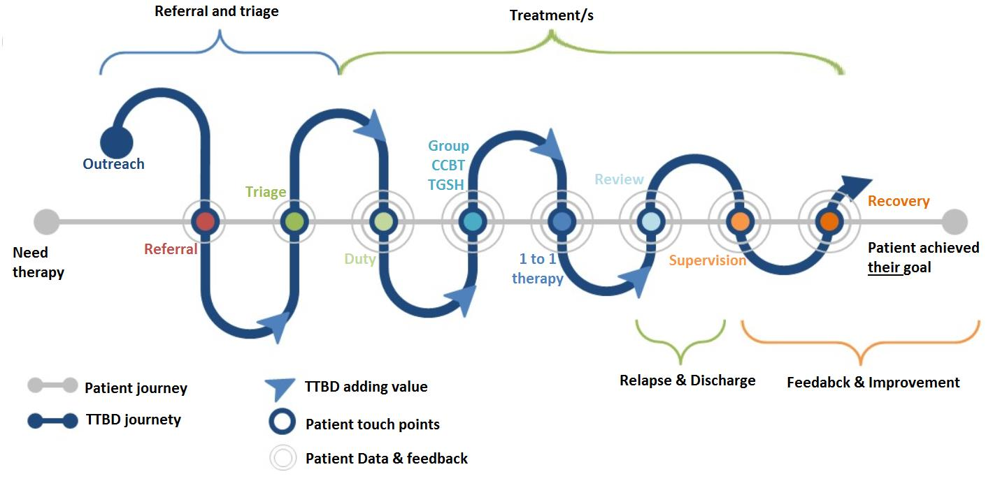 Referral and triage
Treatment/s
Outreach
Group
CCBT
TGSH
Triage
Review
Recovery
Need
therapy
Referral
Duty
1 to 1
therapy
Supervision
Patient achieved
their goal
Relapse & Discharge
Feedabck & Improvement
Patient journey
TTBD journety
TTBD adding value
Patient touch points
Patient Data & feedback